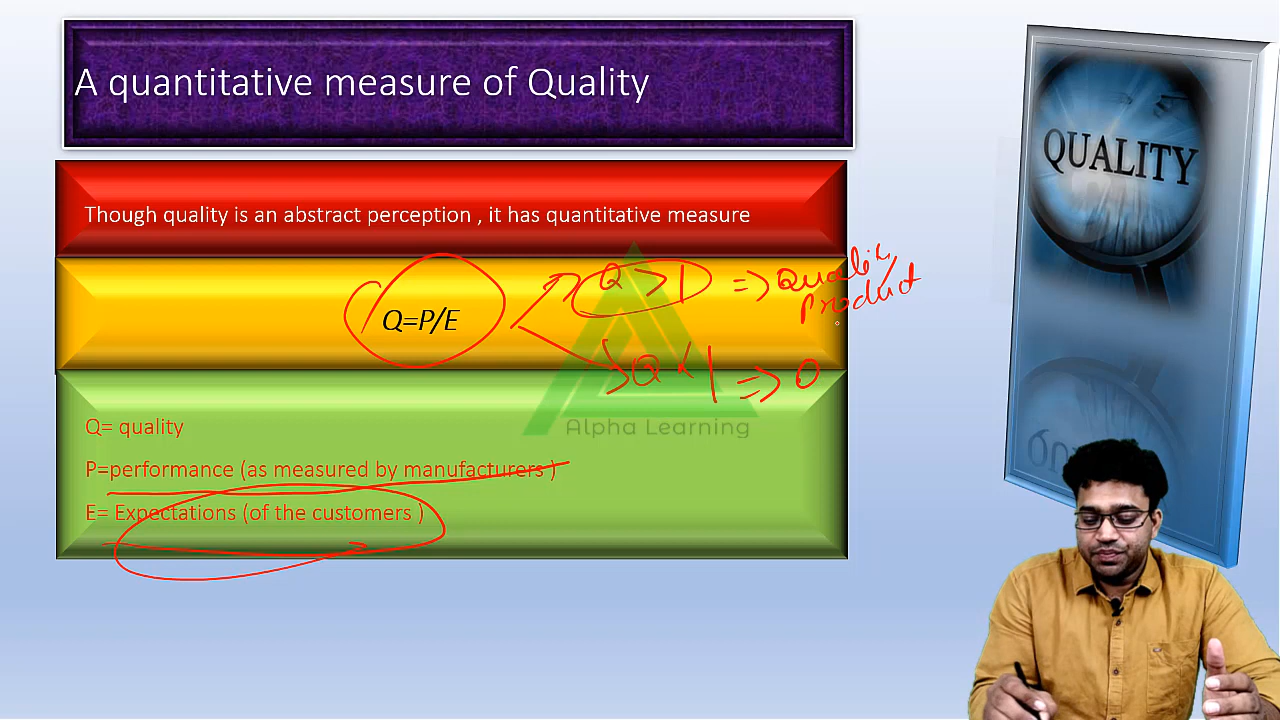 A quantitative measure of Quality
Though quality is an abstract perception , it has quantitative measure
Q=P/E
Q > 1 => Quality
product
Q < 1 => 0
Q= quality
P=performance (as measured by manufacturers )
E= Expectations (of the customers )
Alpha Learning
QUALITY